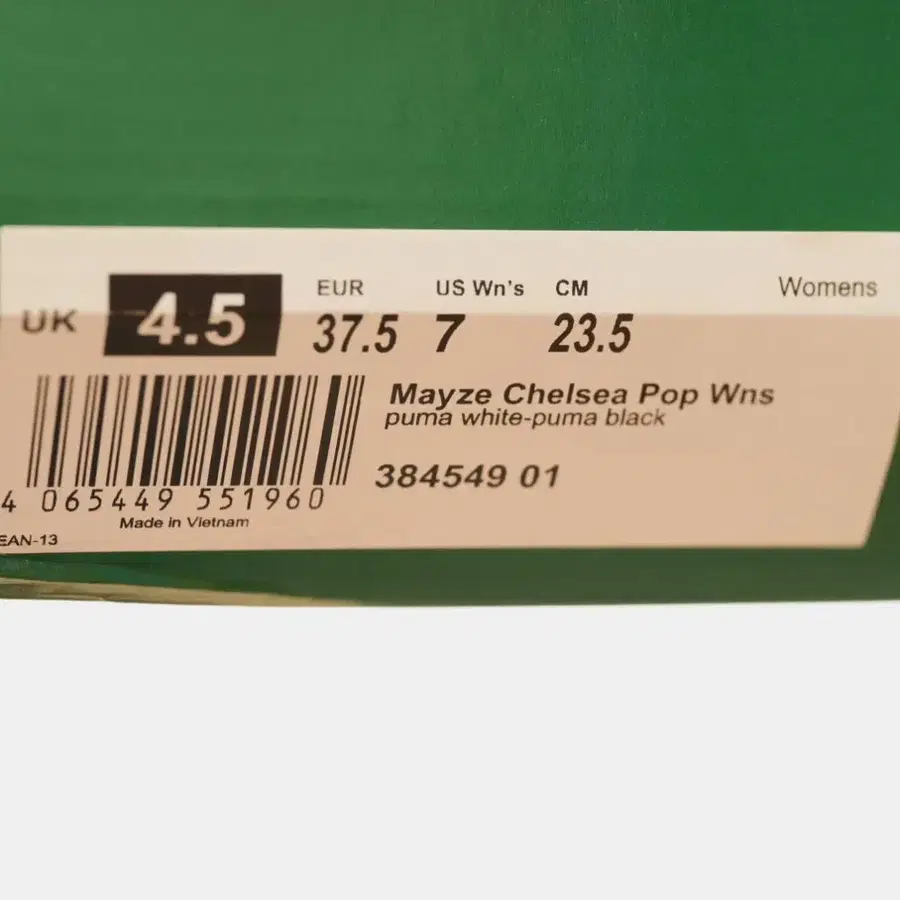 UK 4.5 EUR 37.5 US Wn's 7 CM 23.5 Womens
Mayze Chelsea Pop Wns
puma white-puma black
384549 01
4 065449 551960
Made in Vietnam
EAN-13